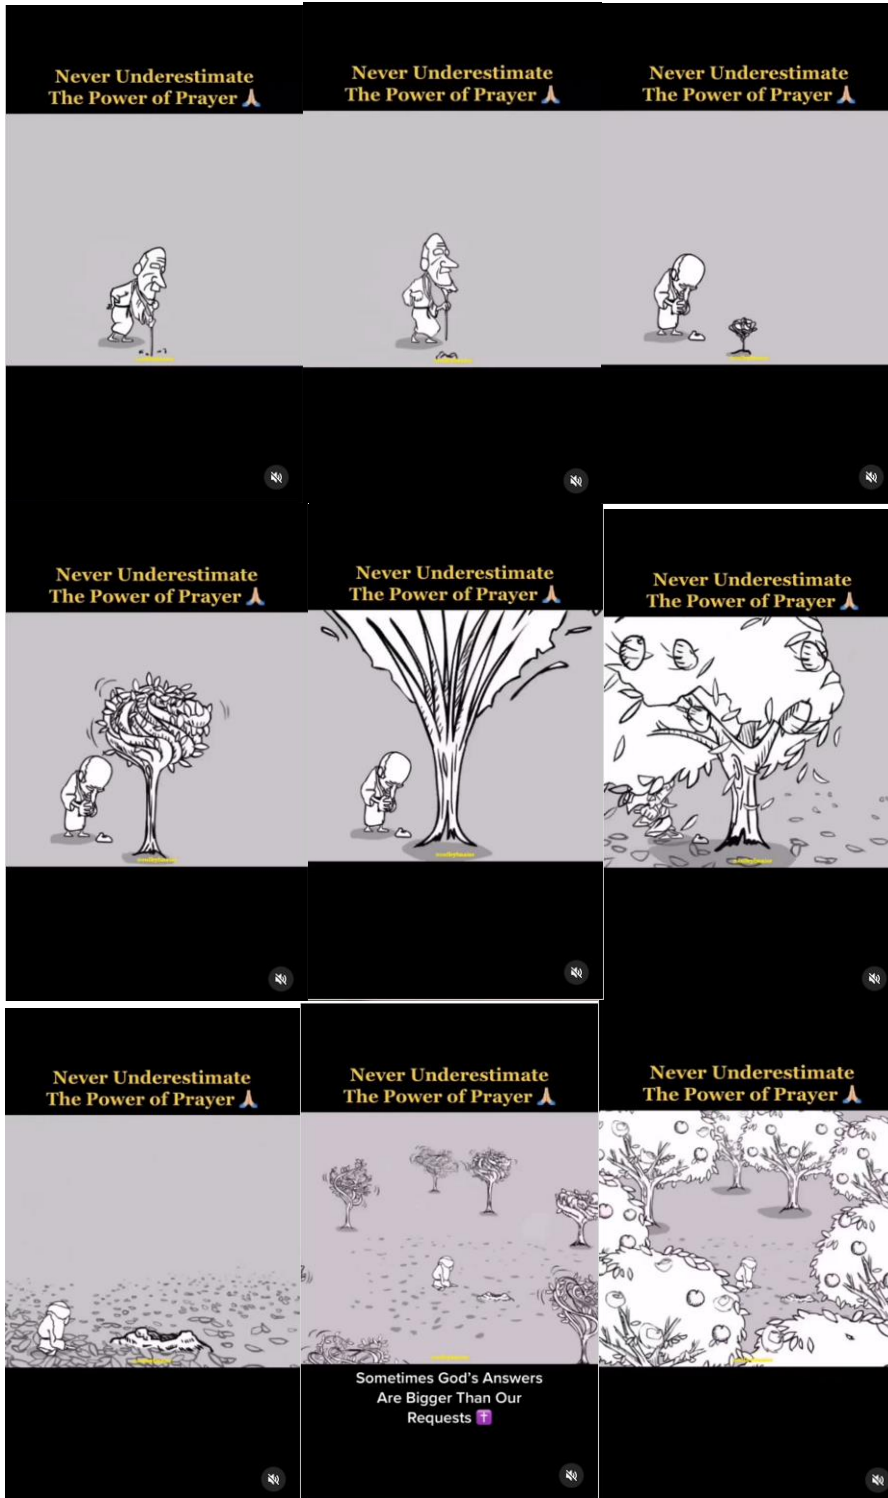 Never Underestimate
The Power of Prayer 🙏🏼
Never Underestimate
The Power of Prayer 🙏🏼
Never Underestimate
The Power of Prayer 🙏🏼
Never Underestimate
The Power of Prayer 🙏🏼
Never Underestimate
The Power of Prayer 🙏🏼
Never Underestimate
The Power of Prayer 🙏🏼
Never Underestimate
The Power of Prayer 🙏🏼
Never Underestimate
The Power of Prayer 🙏🏼
Never Underestimate
The Power of Prayer 🙏🏼
Sometimes God's Answers
Are Bigger Than Our
Requests ✝️